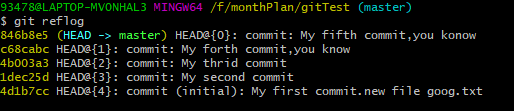 93478@LAPTOP-MVONHAL3 MINGW64 /f/monthPlan/gitTest (master)
$ git reflog
846b8e5 (HEAD -> master) HEAD@{0}: commit: My fifth commit,you konow
c68cabc HEAD@{1}: commit: My forth commit,you know
4b003a3 HEAD@{2}: commit: My thrid commit
1dec25d HEAD@{3}: commit: My second commit
4d1b7cc HEAD@{4}: commit (initial): My first commit.new file goog.txt